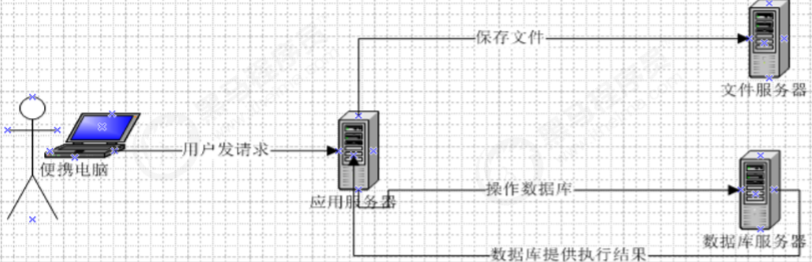 保存文件
文件服务器
用户发请求
便携电脑
应用服务器
操作数据库
数据库服务器
数据库提供执行结果